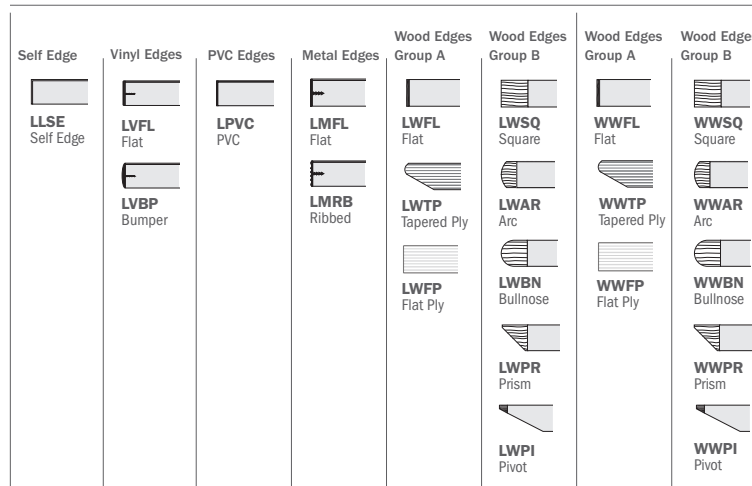 Self Edge
LLSE
Self Edge
Vinyl Edges
LVFL
Flat
LVBP
Bumper
PVC Edges
LPVC
PVC
Metal Edges
LMFL
Flat
LMRB
Ribbed
Wood Edges
Group A
LWFL
Flat
LWTP
Tapered Ply
LWFP
Flat Ply
Wood Edges
Group B
LWSQ
Square
LWAR
Arc
LWBN
Bullnose
LWPR
Prism
LWPI
Pivot
Wood Edges
Group A
WWFL
Flat
WWTP
Tapered Ply
WWFP
Flat Ply
Wood Edge
Group B
WWSQ
Square
WWAR
Arc
WWBN
Bullnose
WWPR
Prism
WWPI
Pivot